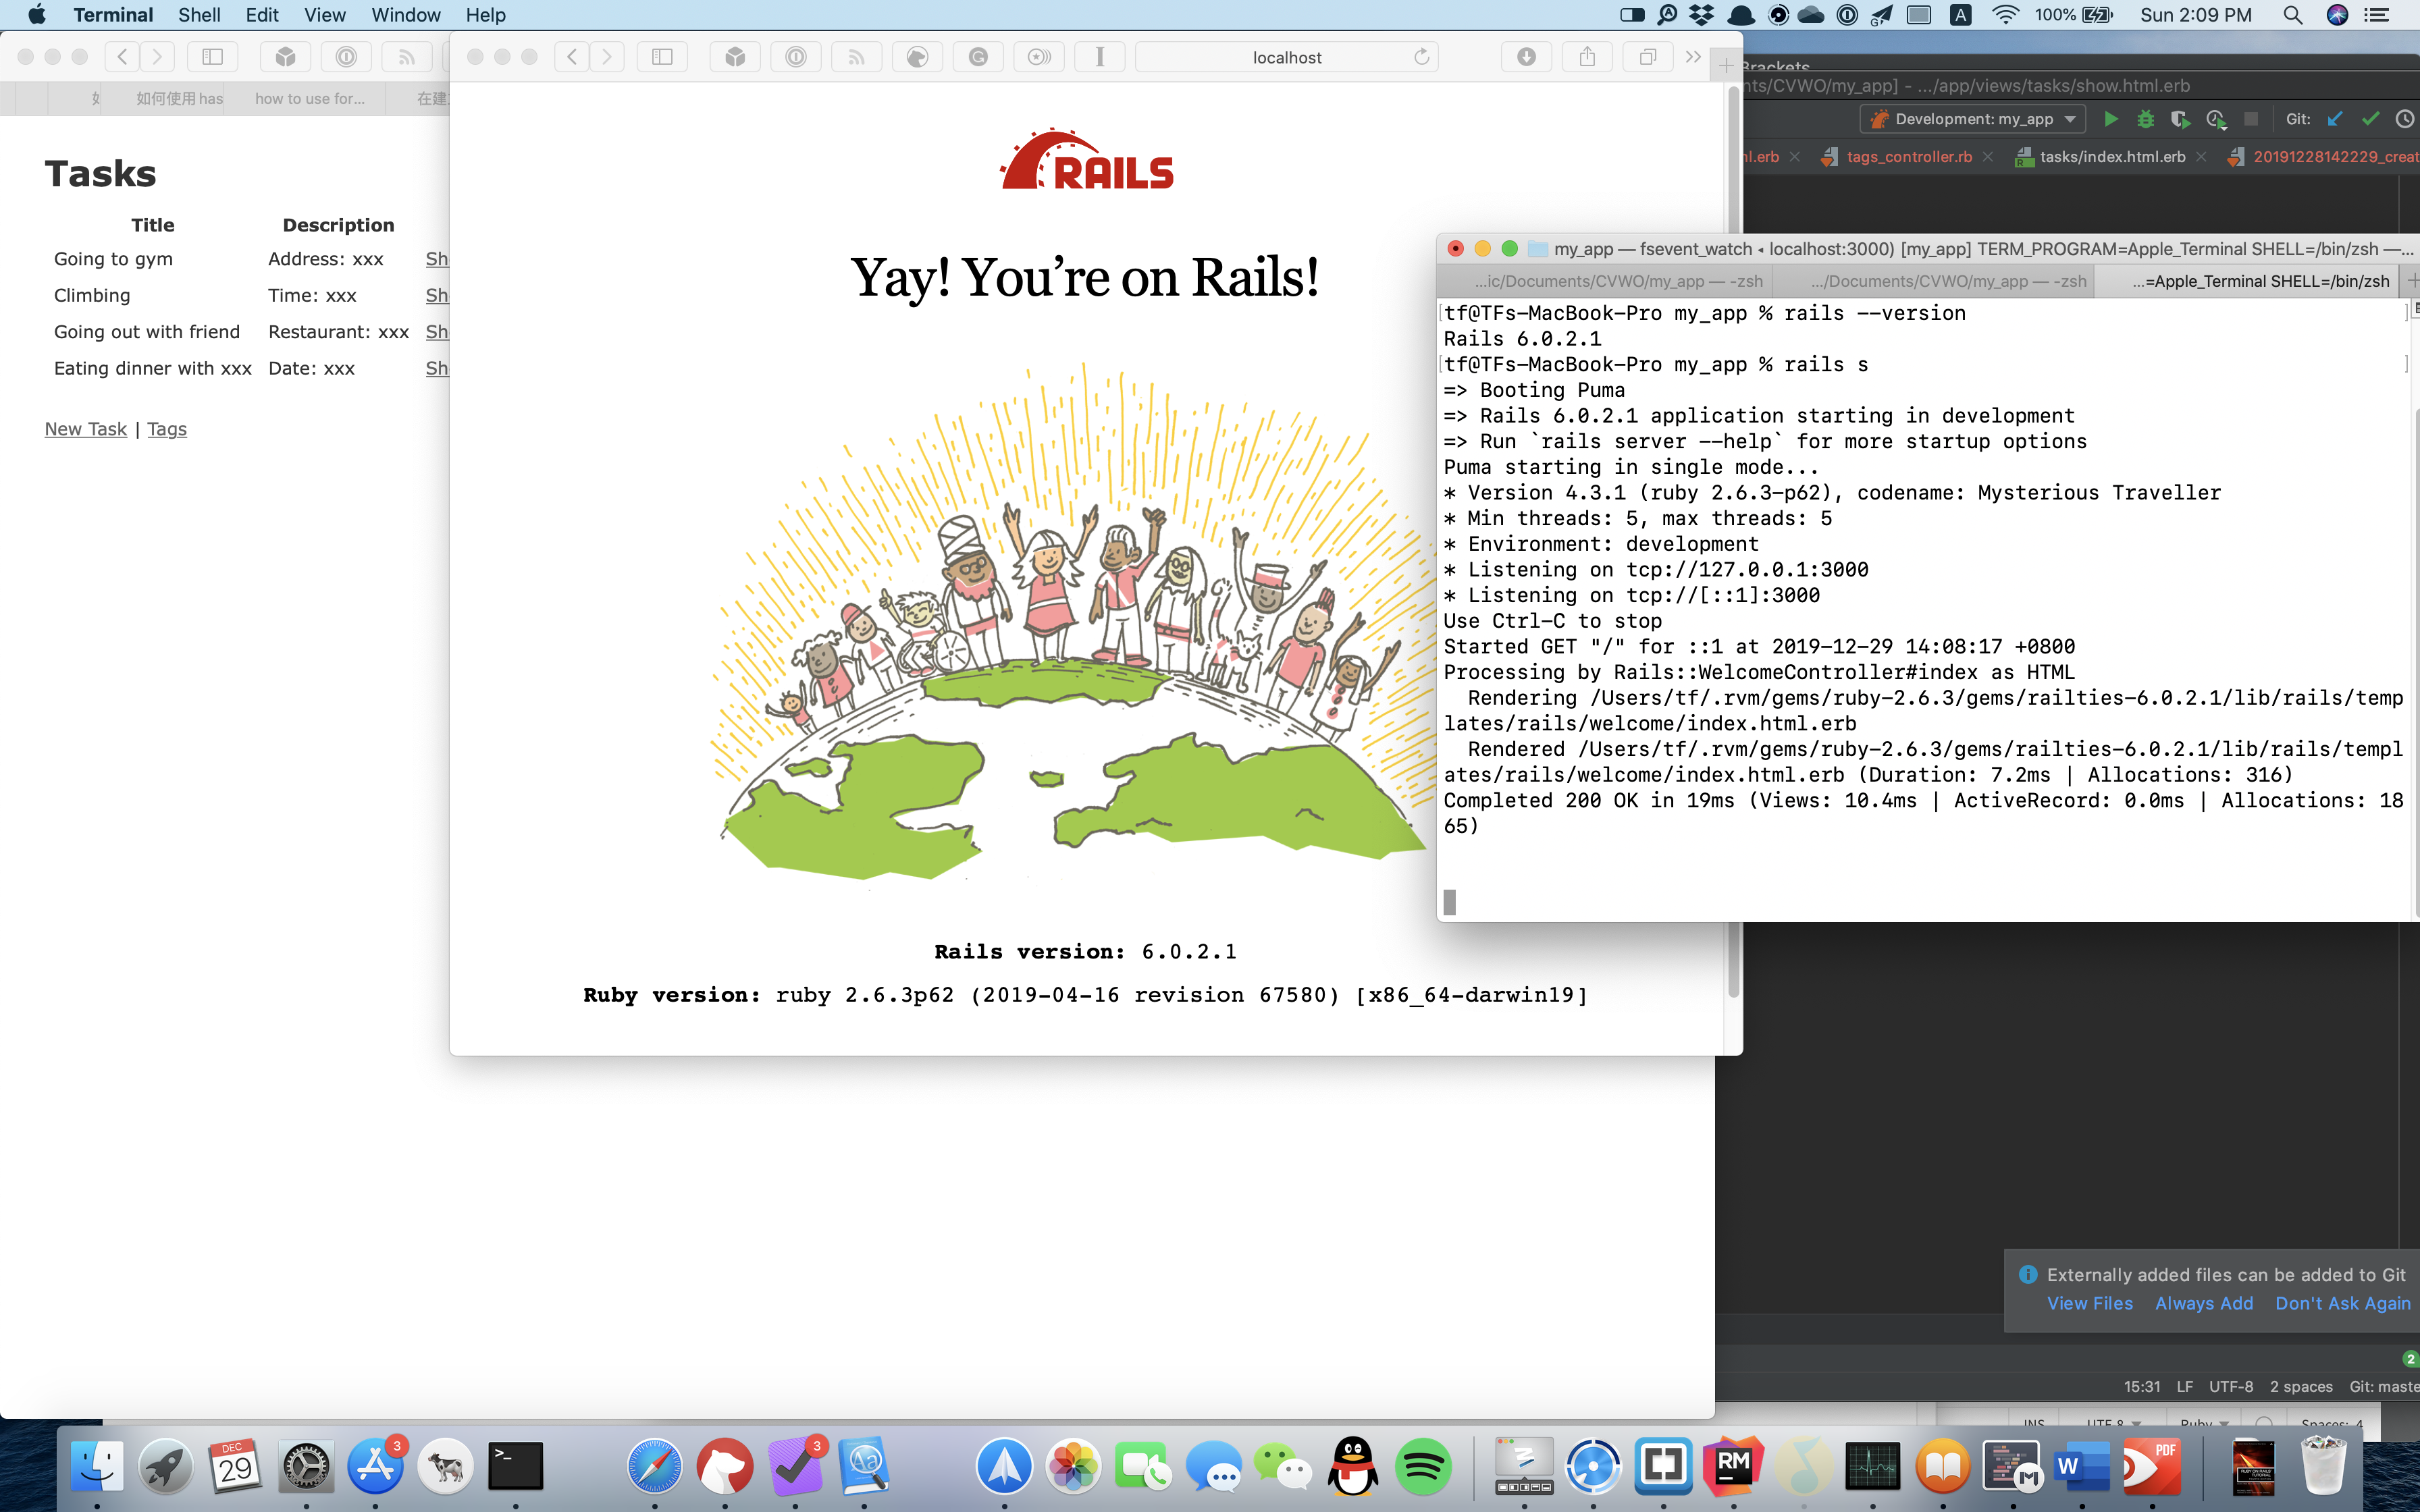 Terminal Shell Edit View Window Help
A 100% Sun 2:09 PM
localhost
如何使用 has how to use for... 在建
Tasks
Title Description
Going to gym Address: xxx Sh
Climbing Time: xxx Sh
Going out with friend Restaurant: xxx Sh
Eating dinner with xxx Date: xxx Sh
New Task | Tags
RAILS
Yay! You’re on Rails!
Rails version: 6.0.2.1
Ruby version: ruby 2.6.3p62 (2019-04-16 revision 67580) [x86_64-darwin19]
Brackets
nts/CVWO/my_app] - .../app/views/tasks/show.html.erb
Development: my_app Git:
ml.erb tags_controller.rb tasks/index.html.erb 20191228142229_creat
my_app — fsevent_watch ◂ localhost:3000) [my_app] TERM_PROGRAM=Apple_Terminal SHELL=/bin/zsh —...
...ic/Documents/CVWO/my_app — -zsh .../Documents/CVWO/my_app — -zsh ...=Apple_Terminal SHELL=/bin/zsh
[tf@TFs-MacBook-Pro my_app % rails --version ]
Rails 6.0.2.1
[tf@TFs-MacBook-Pro my_app % rails s ]
=> Booting Puma
=> Rails 6.0.2.1 application starting in development
=> Run `rails server --help` for more startup options
Puma starting in single mode...
* Version 4.3.1 (ruby 2.6.3-p62), codename: Mysterious Traveller
* Min threads: 5, max threads: 5
* Environment: development
* Listening on tcp://127.0.0.1:3000
* Listening on tcp://[::1]:3000
Use Ctrl-C to stop
Started GET "/" for ::1 at 2019-12-29 14:08:17 +0800
Processing by Rails::WelcomeController#index as HTML
Rendering /Users/tf/.rvm/gems/ruby-2.6.3/gems/railties-6.0.2.1/lib/rails/temp
lates/rails/welcome/index.html.erb
Rendered /Users/tf/.rvm/gems/ruby-2.6.3/gems/railties-6.0.2.1/lib/rails/templ
ates/rails/welcome/index.html.erb (Duration: 7.2ms | Allocations: 316)
Completed 200 OK in 19ms (Views: 10.4ms | ActiveRecord: 0.0ms | Allocations: 18
65)
Externally added files can be added to Git
View Files Always Add Don't Ask Again
2
15:31 LF UTF-8 2 spaces Git: maste
INS UTF-8 Ruby Spaces: 4
DEC
29
3
3
RM
M
W
PDF